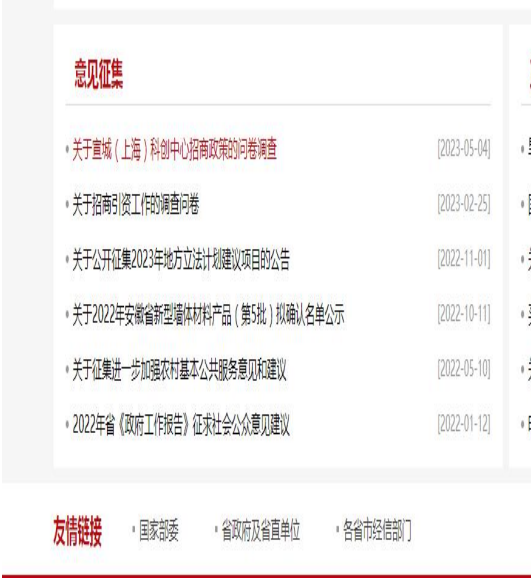 意见征集
关于宣城（上海）科创中心招商政策的问卷调查 [2023-05-04]
关于招商引资工作的调查问卷 [2023-02-25]
关于公开征集2023年地方立法计划建议项目的公告 [2022-11-01]
关于2022年安徽省新型墙体材料产品（第5批）拟确认名单公示 [2022-10-11]
关于征集进一步加强农村基本公共服务意见和建议 [2022-05-10]
2022年省《政府工作报告》征求社会公众意见建议 [2022-01-12]
友情链接 国家部委 省政府及省直单位 各省市经信部门